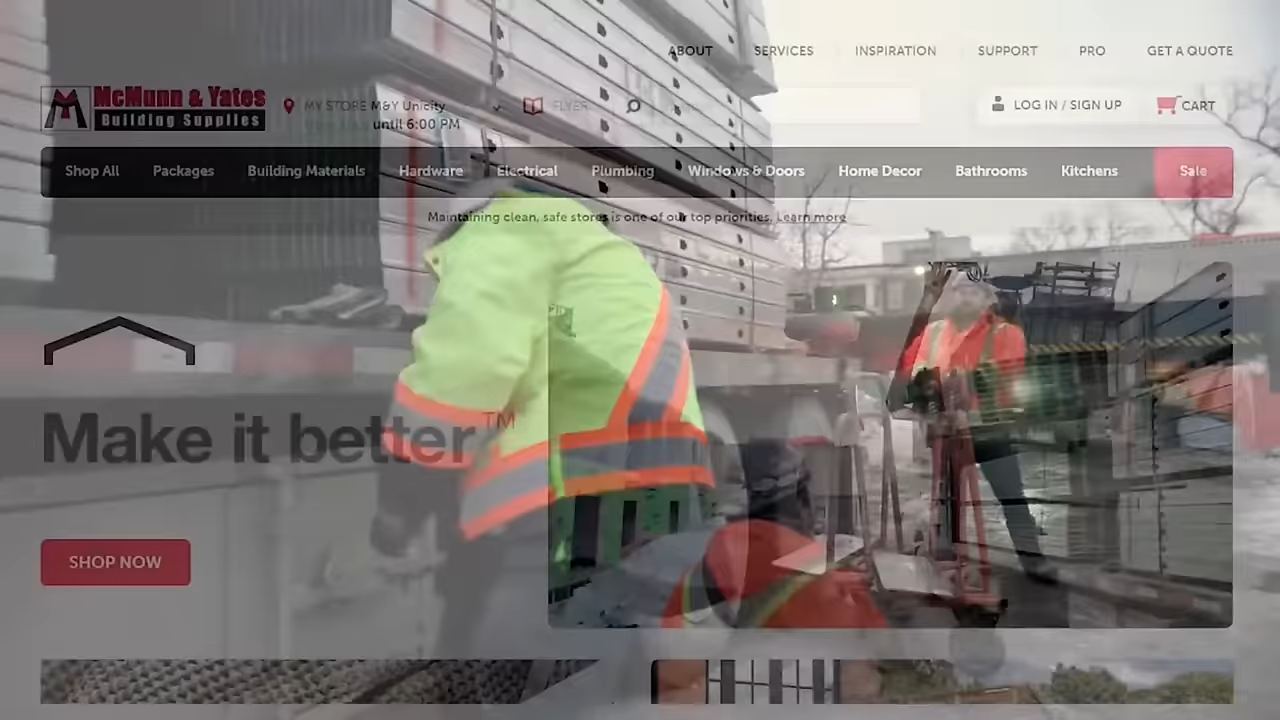 ABOUT SERVICES INSPIRATION SUPPORT PRO GET A QUOTE
McMunn & Yates
Building Supplies
MY STORE M&Y Unicity
until 6:00 PM
FLYER
LOG IN / SIGN UP
CART
Shop All Packages Building Materials Hardware Electrical Plumbing Windows & Doors Home Decor Bathrooms Kitchens Sale
Maintaining clean, safe stores is one of our top priorities. Learn more
Make it better™
SHOP NOW